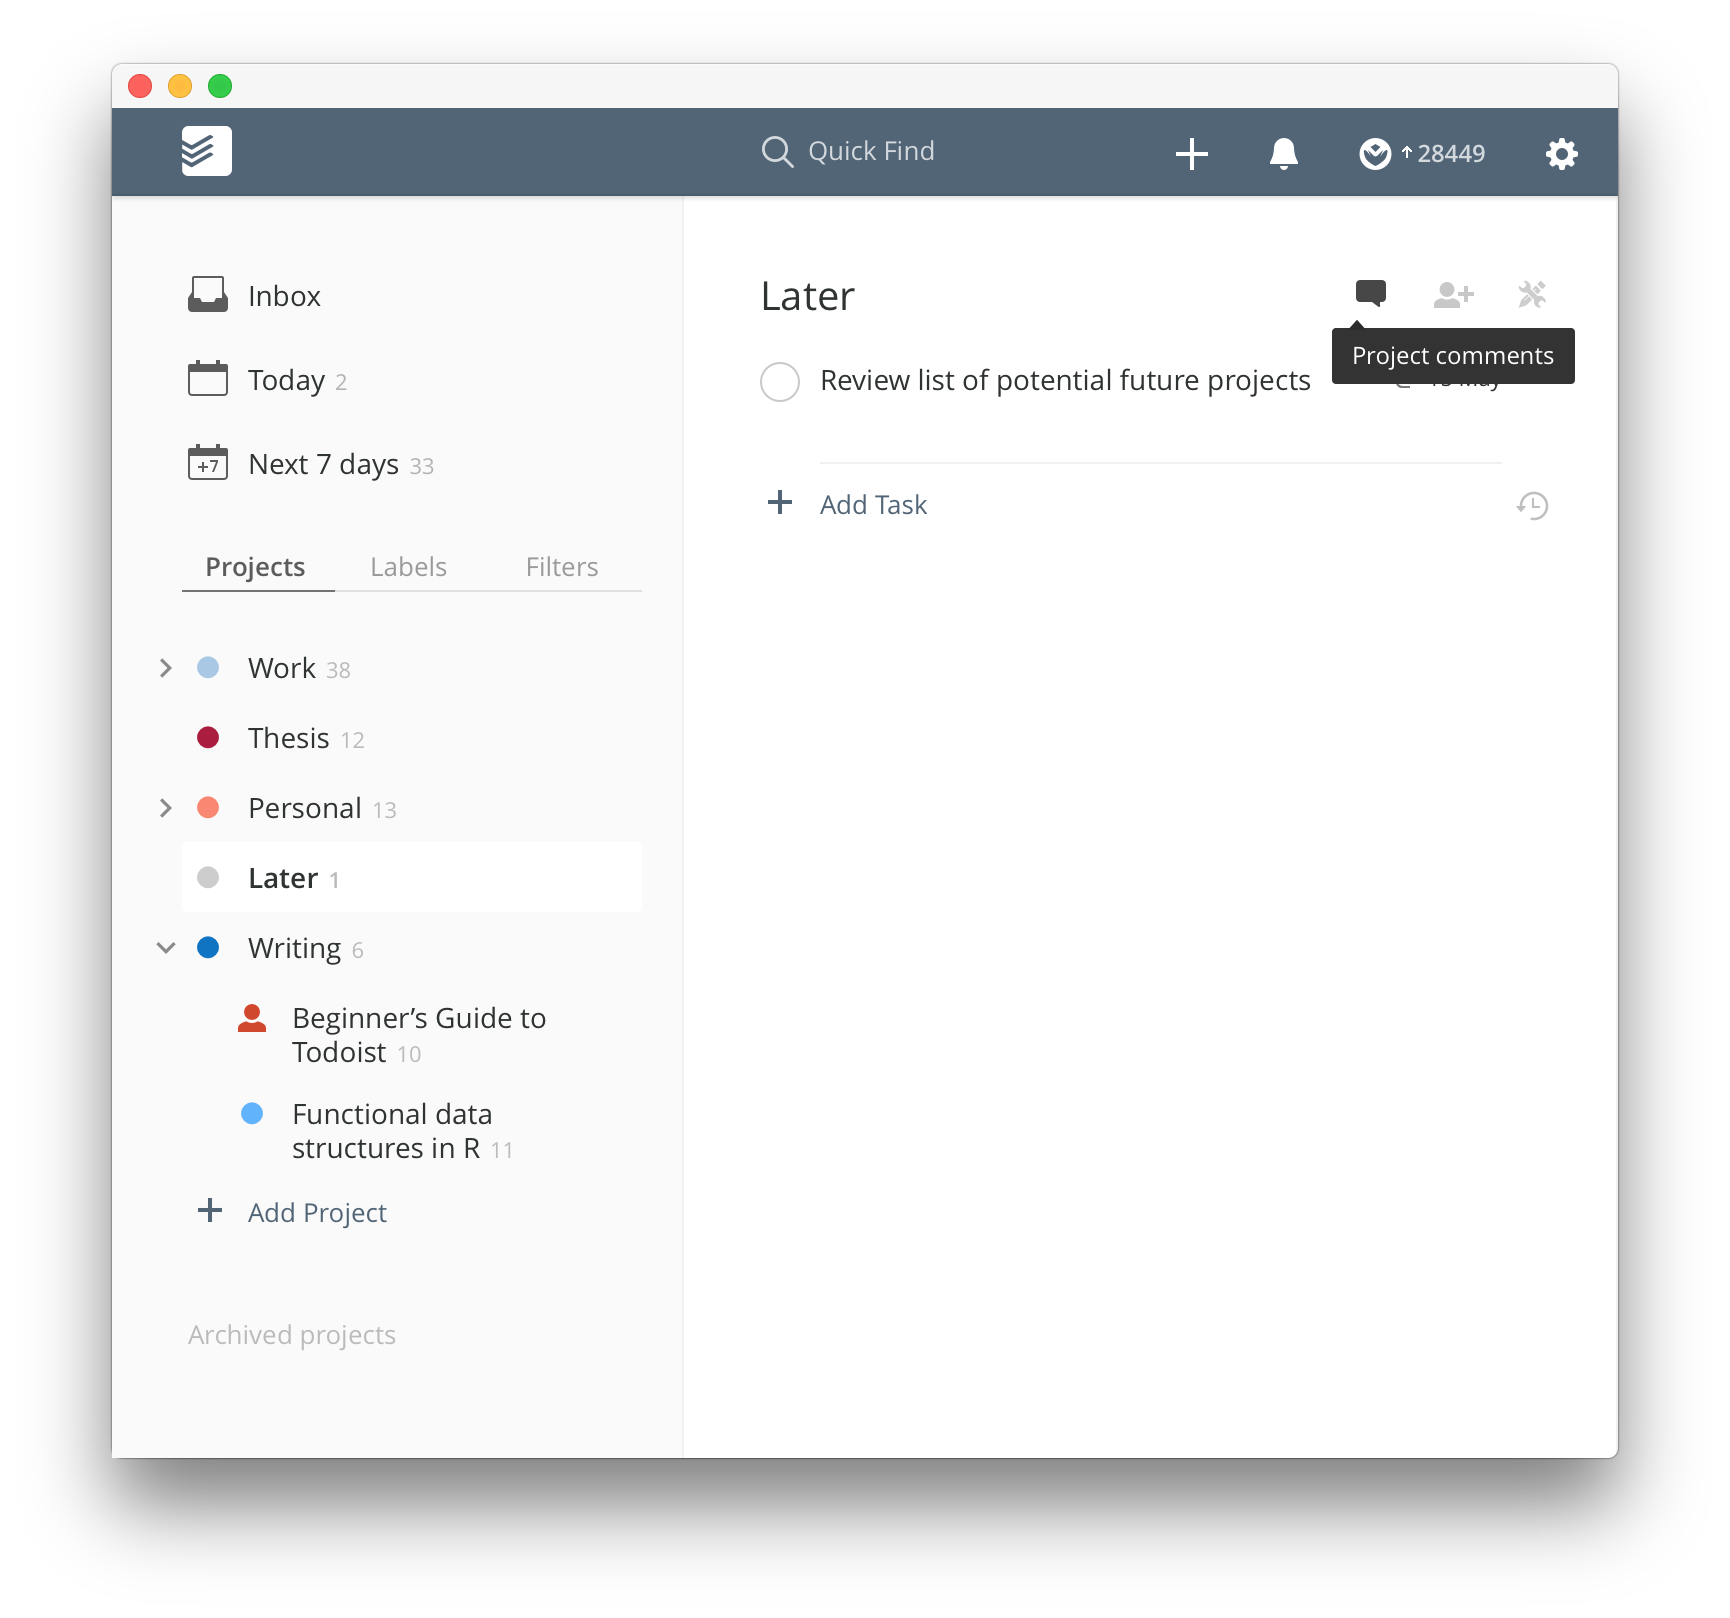 Quick Find
28449
Inbox
Today 2
+7
Next 7 days 33
Projects Labels Filters
Work 38
Thesis 12
Personal 13
Later 1
Writing 6
Beginner’s Guide to
Todoist 10
Functional data
structures in R 11
Add Project
Archived projects
Later
Project comments
Review list of potential future projects
May
Add Task